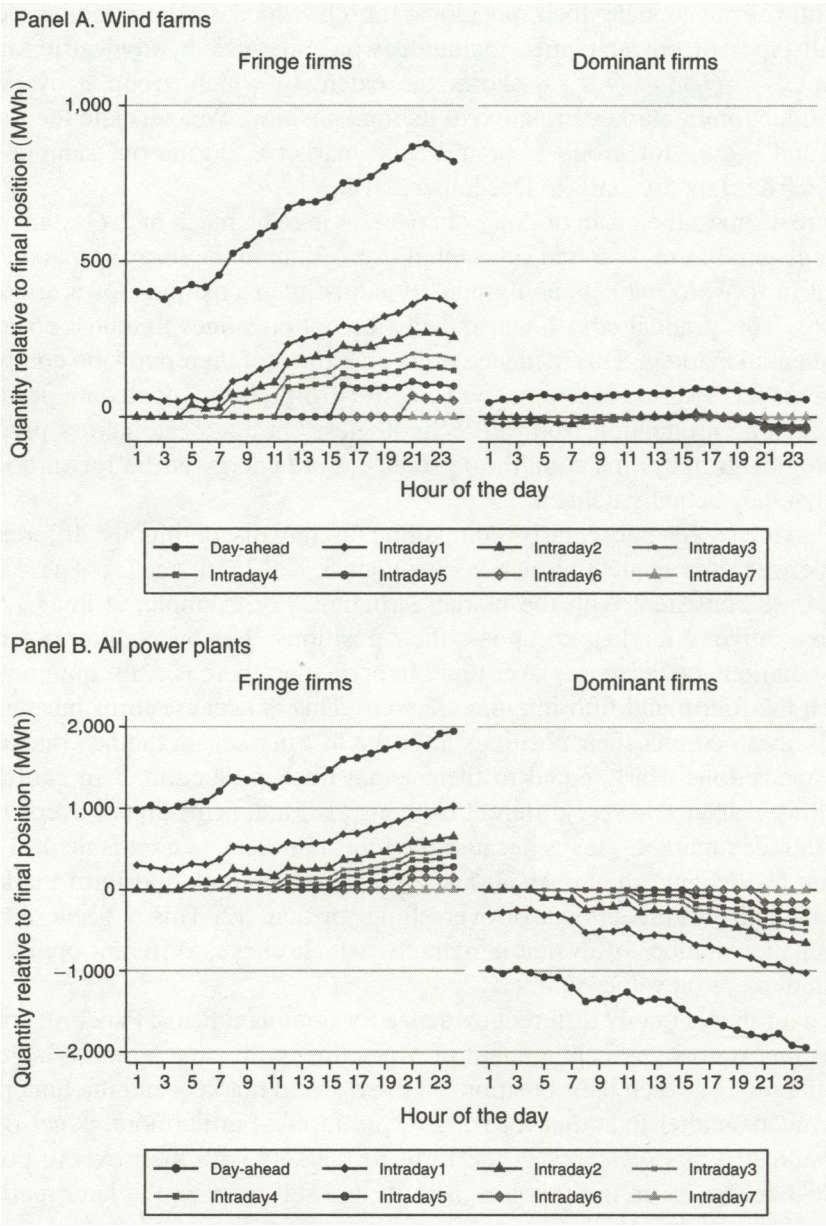 Panel A. Wind farms
Fringe firms
Dominant firms
Quantity relative to final position (MWh)
1,000
500
0
1 3 5 7 9 11 13 15 17 19 21 23 1 3 5 7 9 11 13 15 17 19 21 23
Hour of the day
Day-ahead Intraday1 Intraday2 Intraday3
Intraday4 Intraday5 Intraday6 Intraday7
Panel B. All power plants
Fringe firms
Dominant firms
Quantity relative to final position (MWh)
2,000
1,000
0
−1,000
−2,000
1 3 5 7 9 11 13 15 17 19 21 23 1 3 5 7 9 11 13 15 17 19 21 23
Hour of the day
Day-ahead Intraday1 Intraday2 Intraday3
Intraday4 Intraday5 Intraday6 Intraday7